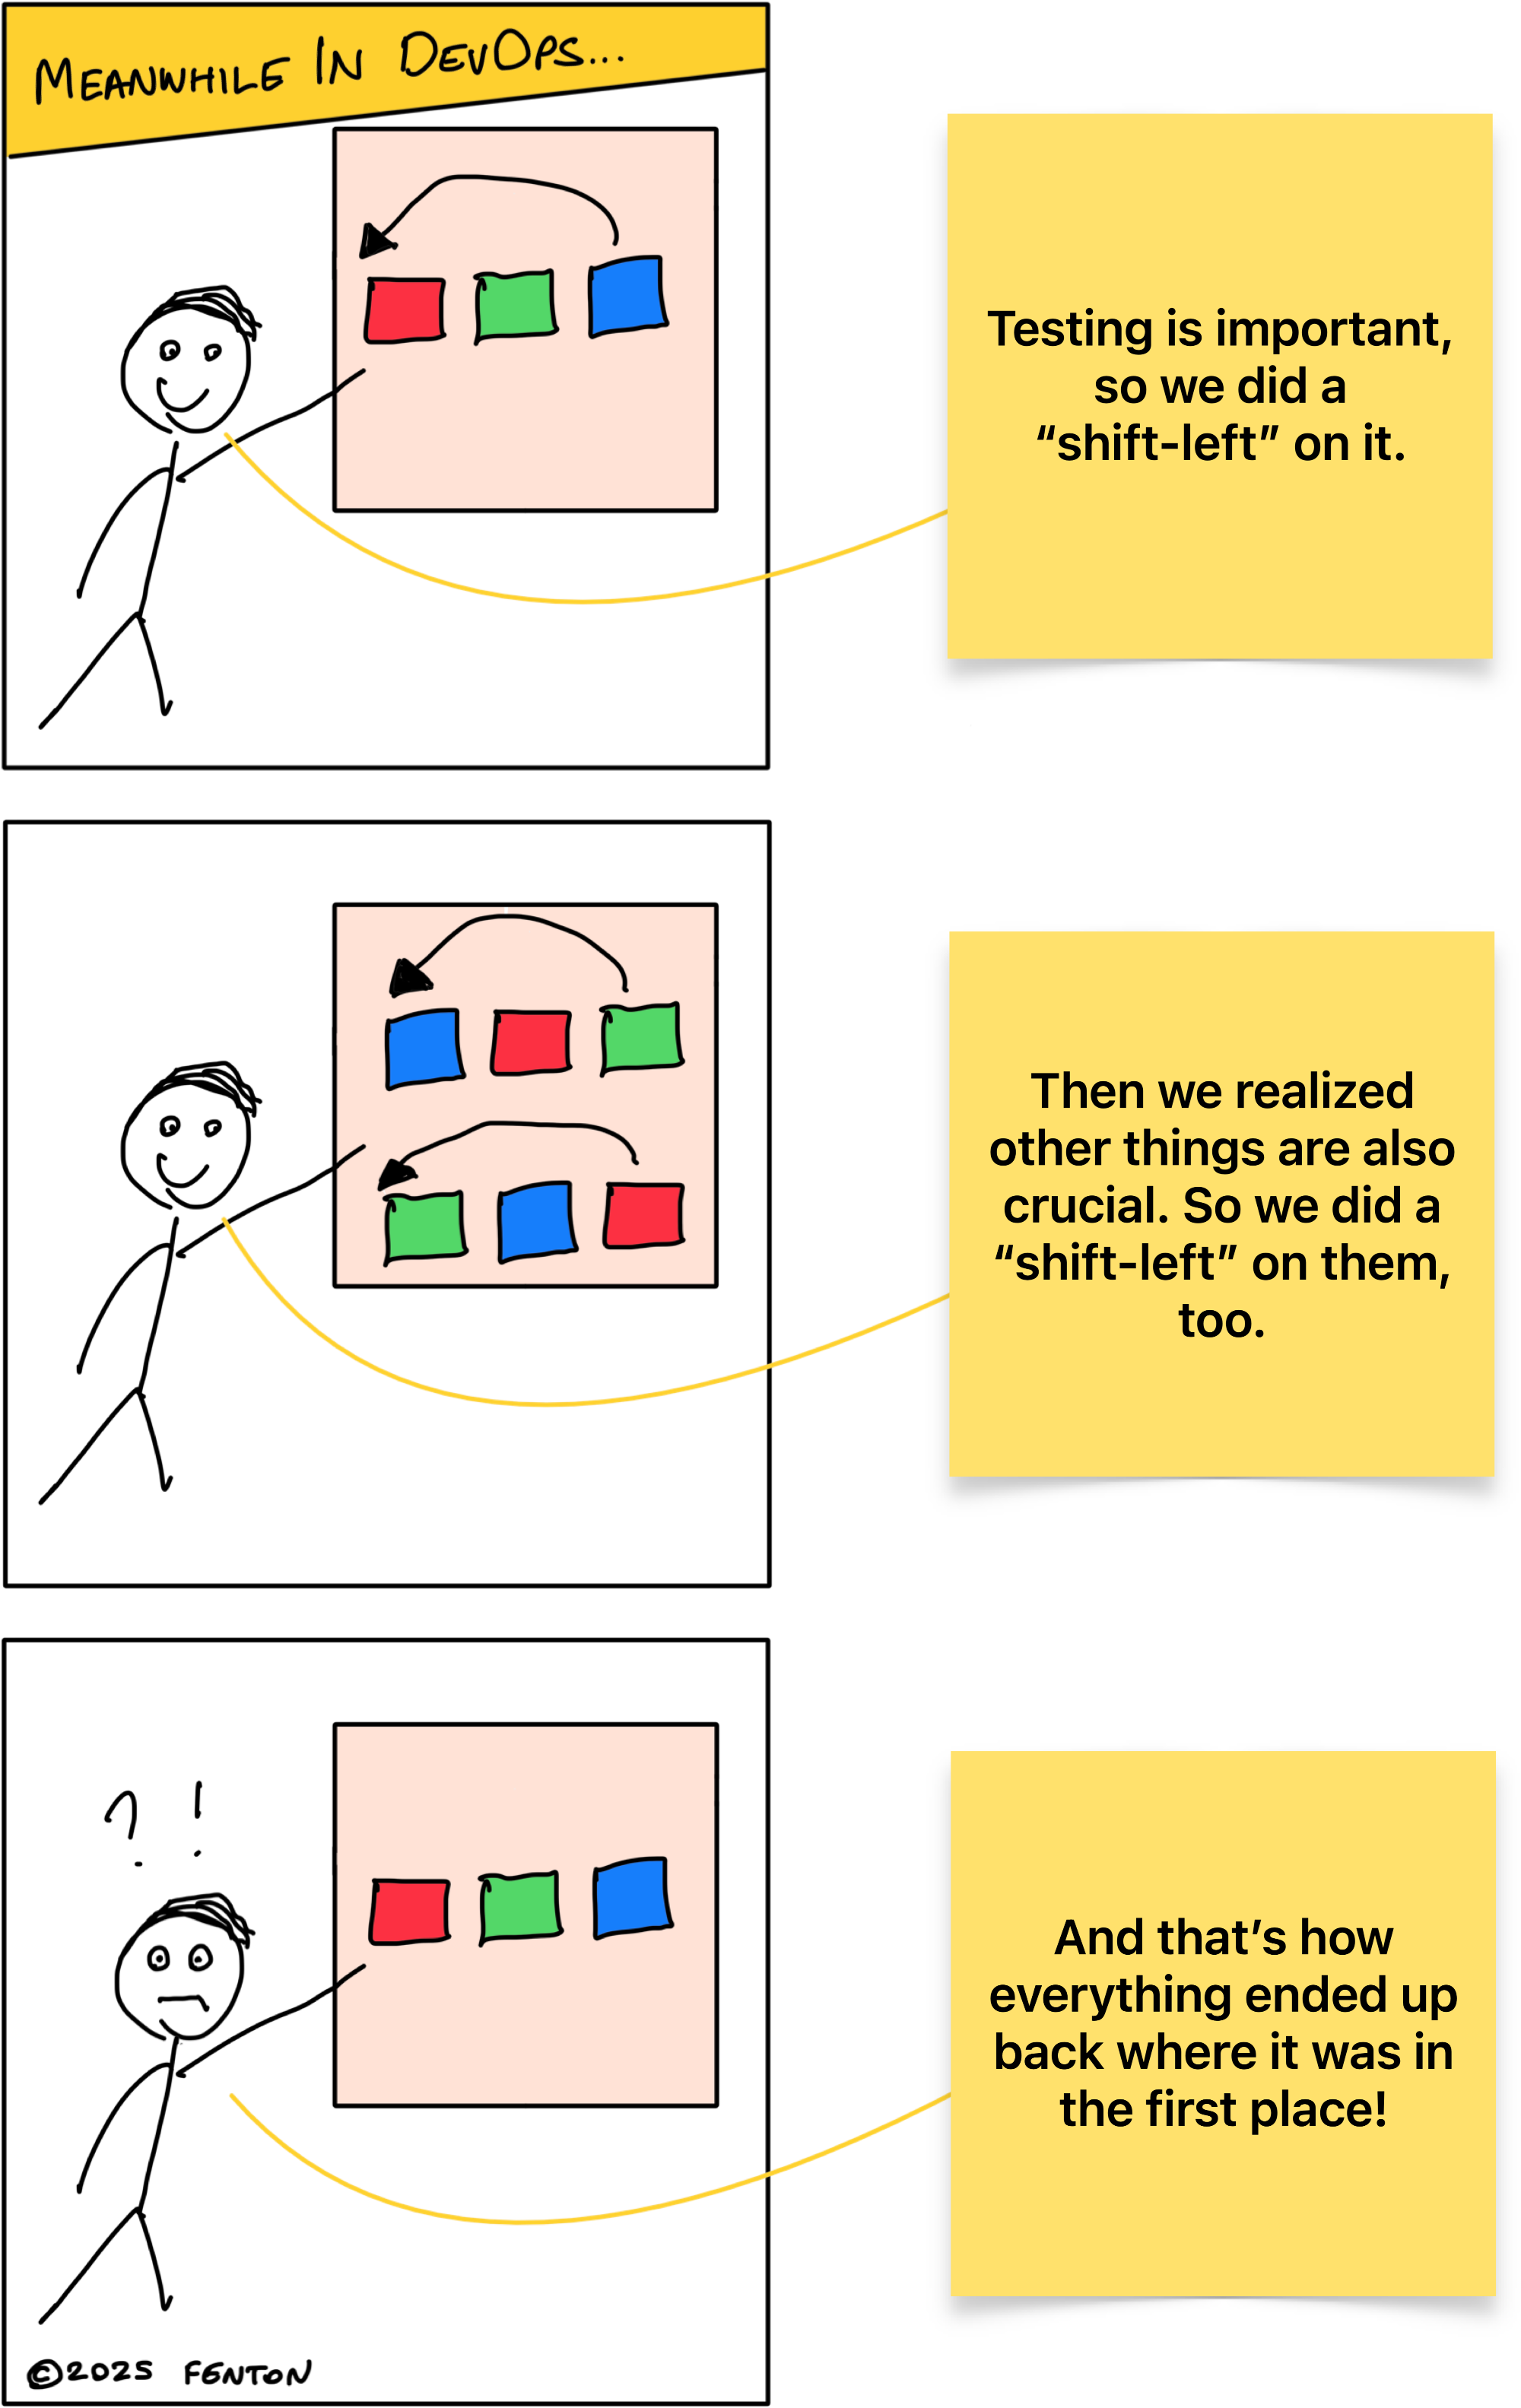 MEANWHILE IN DEVOPS...
Testing is important,
so we did a
“shift-left” on it.
Then we realized
other things are also
crucial. So we did a
“shift-left” on them,
too.
? !
And that’s how
everything ended up
back where it was in
the first place!
©2025 FENTON